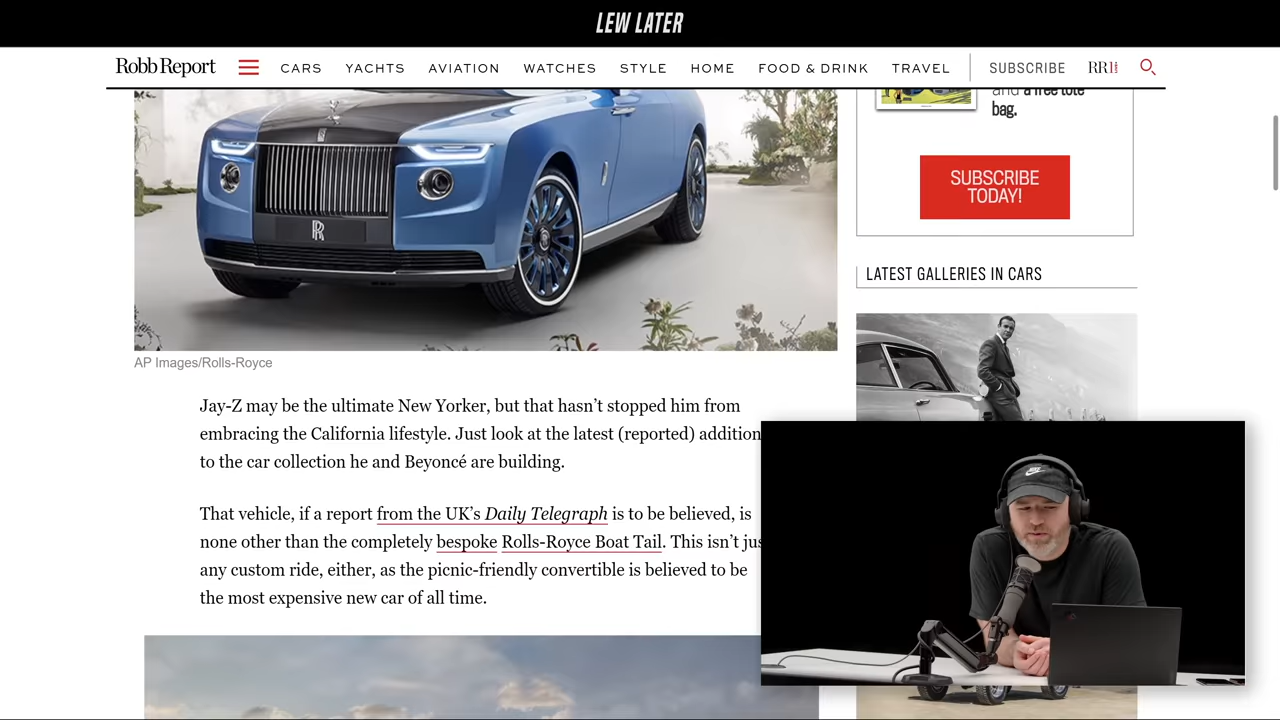 LEW LATER
Robb Report
CARS YACHTS AVIATION WATCHES STYLE HOME FOOD & DRINK TRAVEL SUBSCRIBE RR1
and a free tote
bag.
SUBSCRIBE
TODAY!
LATEST GALLERIES IN CARS
AP Images/Rolls-Royce
Jay-Z may be the ultimate New Yorker, but that hasn’t stopped him from
embracing the California lifestyle. Just look at the latest (reported) addition
to the car collection he and Beyoncé are building.
That vehicle, if a report from the UK’s Daily Telegraph is to be believed, is
none other than the completely bespoke Rolls-Royce Boat Tail. This isn’t jus
any custom ride, either, as the picnic-friendly convertible is believed to be
the most expensive new car of all time.